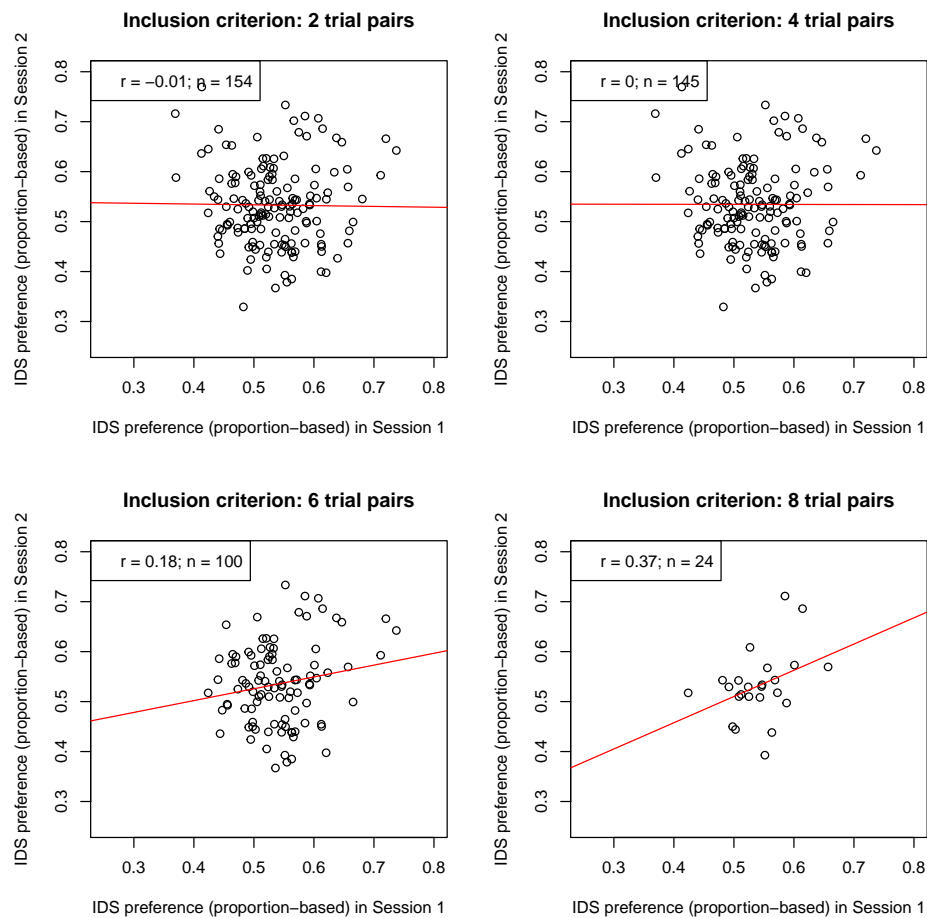 Inclusion criterion: 2 trial pairs
IDS preference (proportion−based) in Session 2
0.8
0.7
0.6
0.5
0.4
0.3
r = −0.01; n = 154
0.3 0.4 0.5 0.6 0.7 0.8
IDS preference (proportion−based) in Session 1
Inclusion criterion: 4 trial pairs
IDS preference (proportion−based) in Session 2
0.8
0.7
0.6
0.5
0.4
0.3
r = 0; n = 145
0.3 0.4 0.5 0.6 0.7 0.8
IDS preference (proportion−based) in Session 1
Inclusion criterion: 6 trial pairs
IDS preference (proportion−based) in Session 2
0.8
0.7
0.6
0.5
0.4
0.3
r = 0.18; n = 100
0.3 0.4 0.5 0.6 0.7 0.8
IDS preference (proportion−based) in Session 1
Inclusion criterion: 8 trial pairs
IDS preference (proportion−based) in Session 2
0.8
0.7
0.6
0.5
0.4
0.3
r = 0.37; n = 24
0.3 0.4 0.5 0.6 0.7 0.8
IDS preference (proportion−based) in Session 1